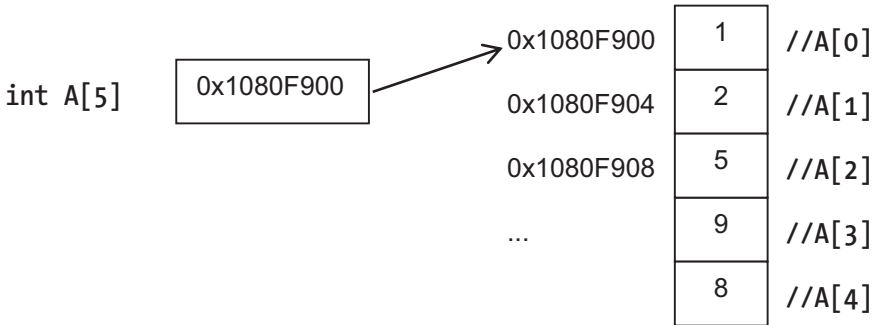 0x1080F900 1 //A[0]
int A[5] 0x1080F900
0x1080F904 2 //A[1]
0x1080F908 5 //A[2]
... 9 //A[3]
8 //A[4]